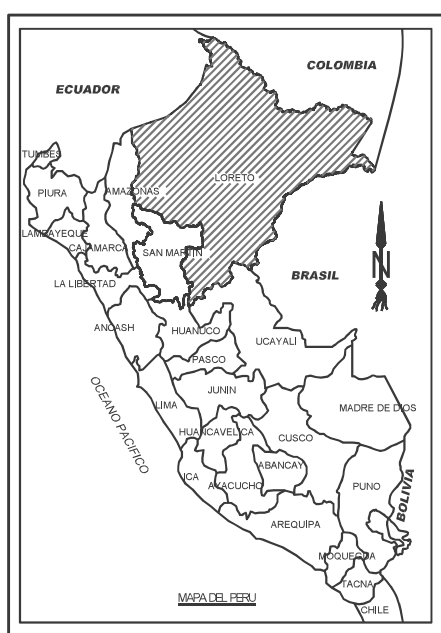 COLOMBIA
ECUADOR
TUMBES
LORETO
PIURA
AMAZONAS
LAMBAYEQUE
CAJAMARCA
SAN MARTIN
N
BRASIL
LA LIBERTAD
ANCASH
HUANUCO
UCAYALI
PASCO
JUNIN
LIMA
MADRE DE DIOS
OCEANO PACIFICO
HUANCAVELICA
CUSCO
ABANCAY
ICA
AYACUCHO
PUNO
BOLIVIA
AREQUIPA
MOQUEGUA
TACNA
MAPA DEL PERU
CHILE